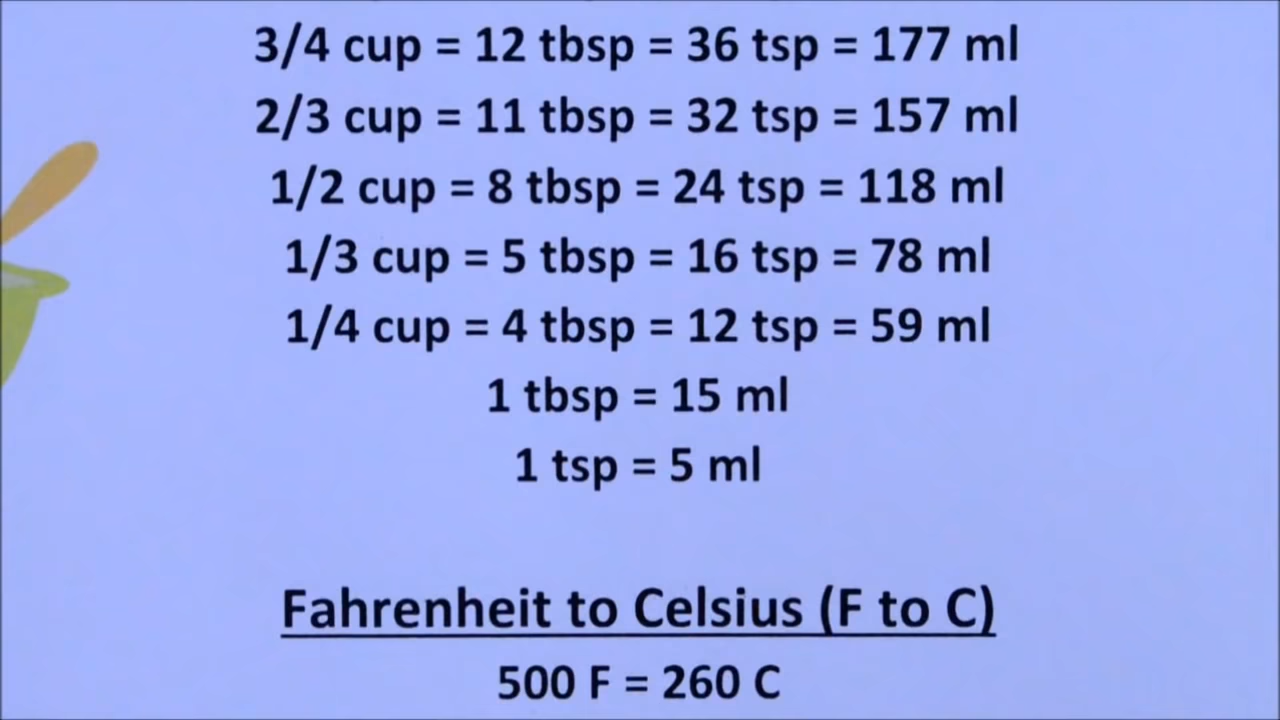 3/4 cup = 12 tbsp = 36 tsp = 177 ml
2/3 cup = 11 tbsp = 32 tsp = 157 ml
1/2 cup = 8 tbsp = 24 tsp = 118 ml
1/3 cup = 5 tbsp = 16 tsp = 78 ml
1/4 cup = 4 tbsp = 12 tsp = 59 ml
1 tbsp = 15 ml
1 tsp = 5 ml
Fahrenheit to Celsius (F to C)
500 F = 260 C